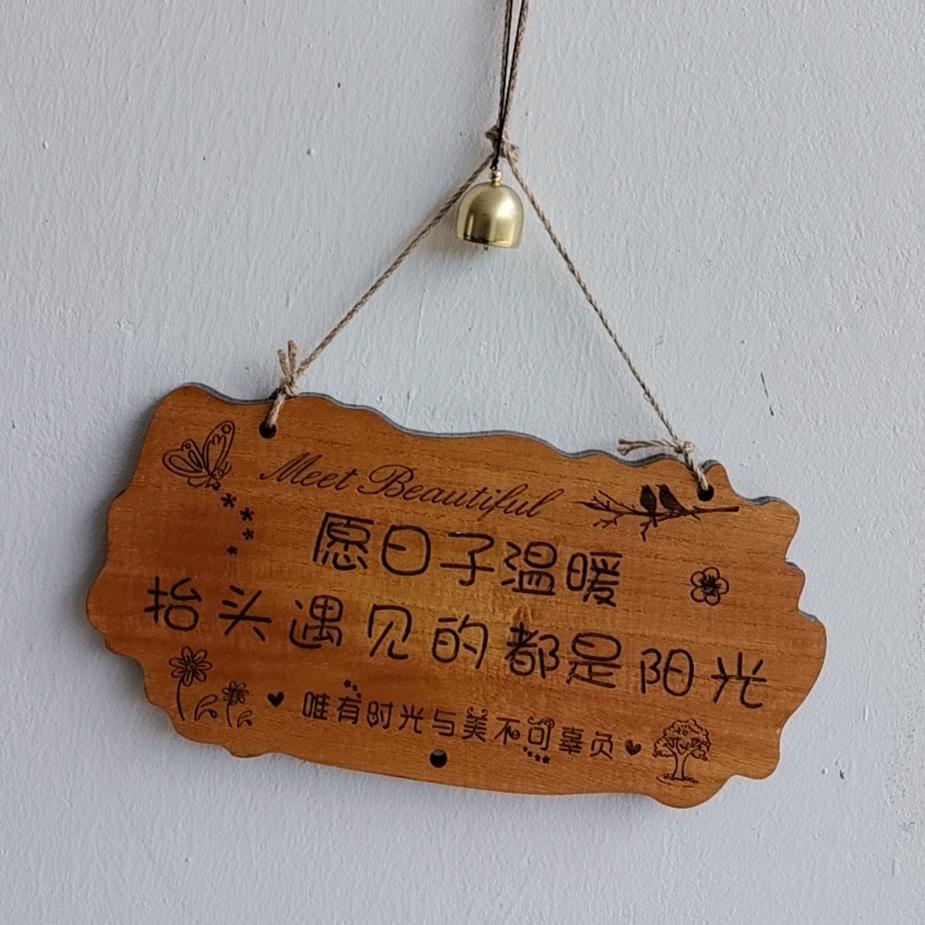 Meet Beautiful
愿日子温暖
抬头遇见的都是阳光
唯有时光与美不可辜负